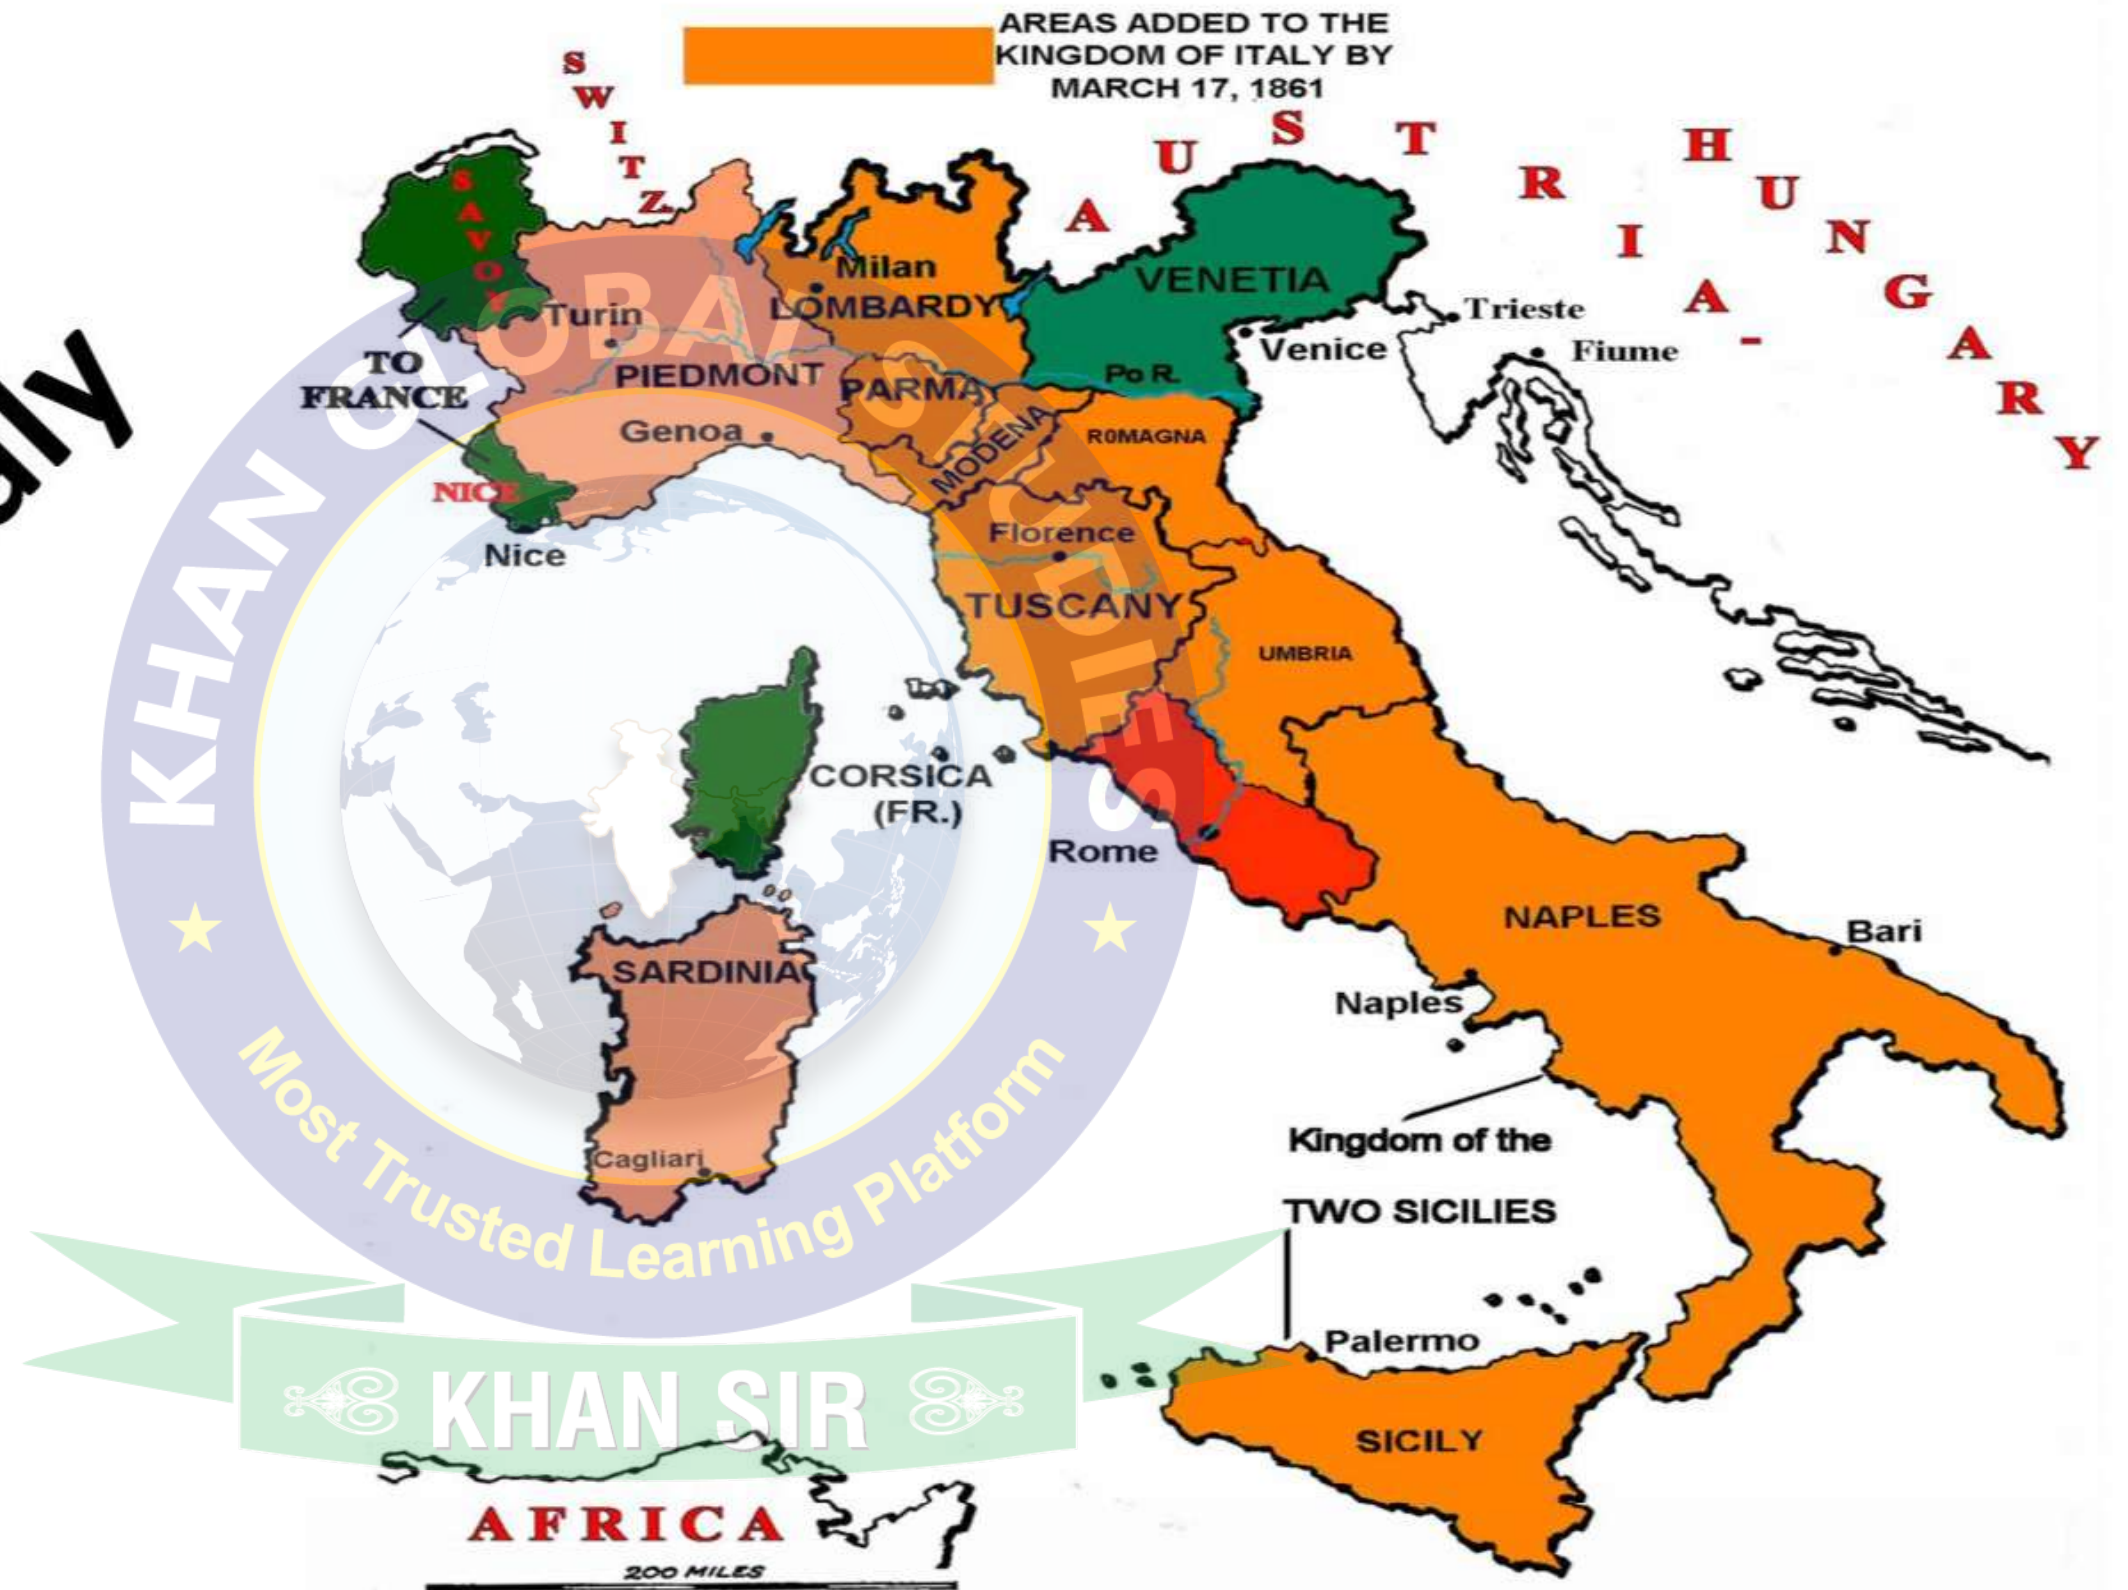 AREAS ADDED TO THE
KINGDOM OF ITALY BY
MARCH 17, 1861
SWITZ.
AUSTRIA-
HUNGARY
SAVOY
Milan
LOMBARDY
VENETIA
Turin
Trieste
Venice
Fiume
TO
FRANCE
PIEDMONT
PARMA
Po R.
Genoa
MODENA
ROMAGNA
NICE
Nice
Florence
TUSCANY
UMBRIA
CORSICA
(FR.)
Rome
SARDINIA
NAPLES
Bari
Naples
Cagliari
Kingdom of the
TWO SICILIES
Palermo
SICILY
AFRICA
200 MILES
KHAN GLOBAL STUDIES
Most Trusted Learning Platform
KHAN SIR